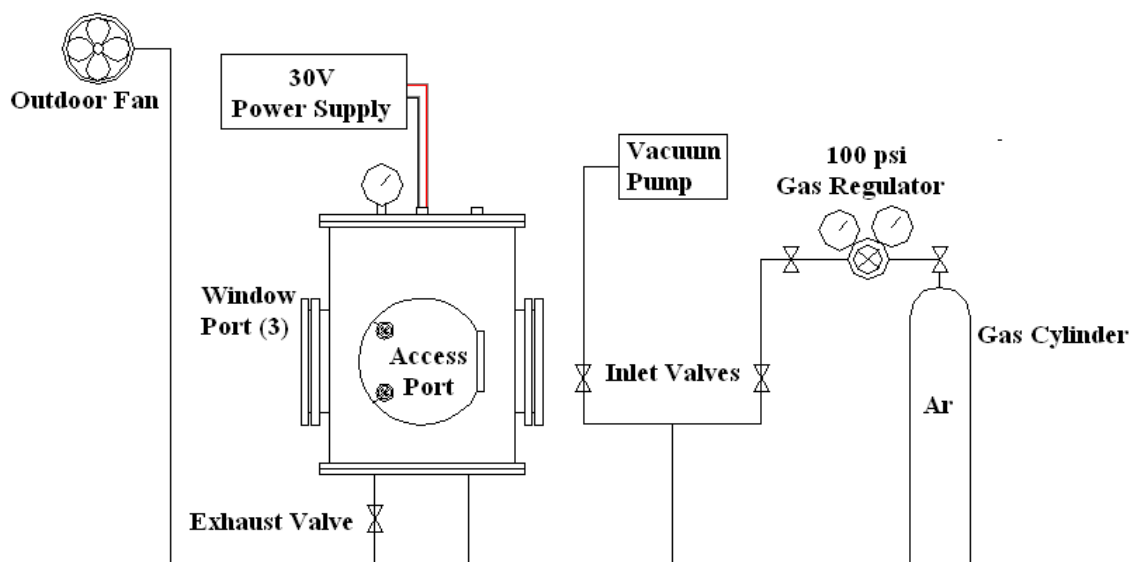 Outdoor Fan
30V
Power Supply
Vacuum
Pump
100 psi
Gas Regulator
Window
Port (3)
Access
Port
Inlet Valves
Gas Cylinder
Ar
Exhaust Valve